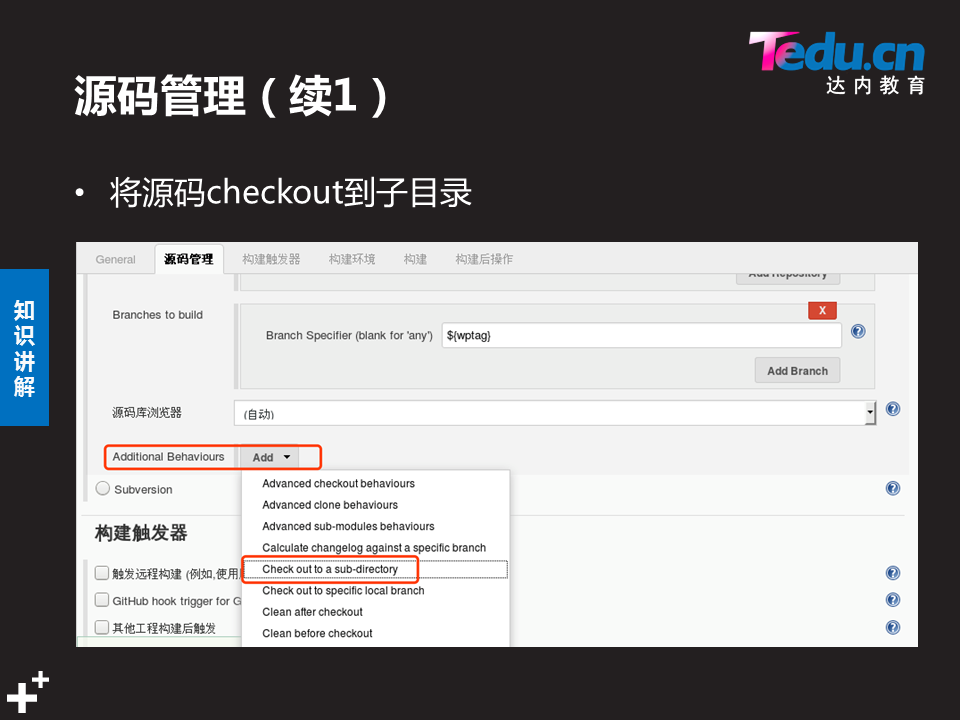 Tedu.cn
达内教育
源码管理（续1）
• 将源码checkout到子目录
知识讲解
General 源码管理 构建触发器 构建环境 构建 构建后操作
Add Repository
Branches to build
X
Branch Specifier (blank for 'any') ${wptag}
Add Branch
源码库浏览器 (自动)
Additional Behaviours Add
Subversion
Advanced checkout behaviours
Advanced clone behaviours
Advanced sub-modules behaviours
构建触发器
Calculate changelog against a specific branch
触发远程构建 (例如,使用
Check out to a sub-directory
Check out to specific local branch
GitHub hook trigger for G
Clean after checkout
其他工程构建后触发
Clean before checkout